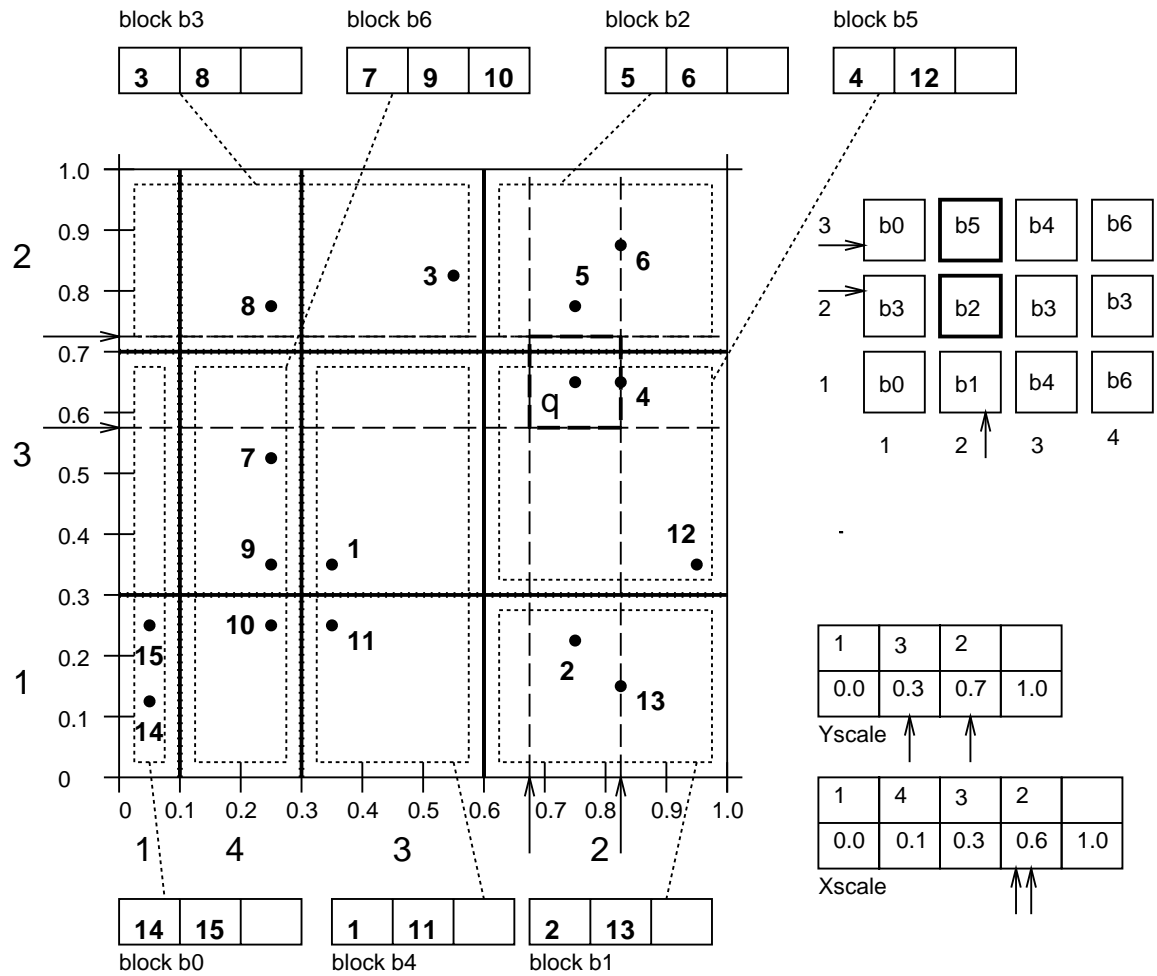 block b3
block b6
block b2
block b5
3 8
7 9 10
5 6
4 12
1.0
0.9
0.8
0.7
0.6
0.5
0.4
0.3
0.2
0.1
0
2
3
1
8
3
5
6
q
4
7
9
1
12
10
11
15
14
2
13
0 0.1 0.2 0.3 0.4 0.5 0.6 0.7 0.8 0.9 1.0
1 4 3 2
14 15
1 11
2 13
block b0
block b4
block b1
3 b0 b5 b4 b6
2 b3 b2 b3 b3
1 b0 b1 b4 b6
1 2 3 4
-
1 3 2
0.0 0.3 0.7 1.0
Yscale
1 4 3 2
0.0 0.1 0.3 0.6 1.0
Xscale